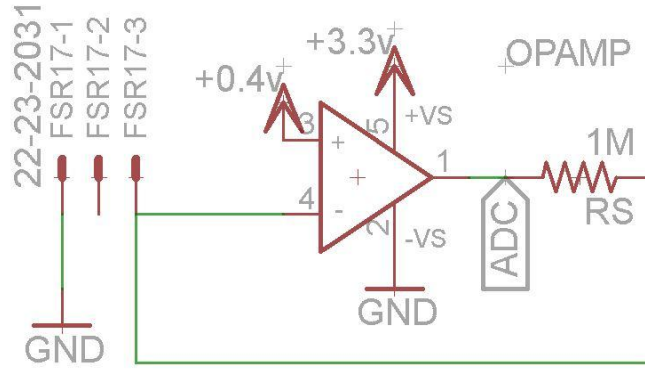 22-23-2031
FSR17-1
FSR17-2
FSR17-3
+3.3v
OPAMP
+0.4v
+VS
3
5
+
1
1M
4
-
2
-VS
RS
ADC
GND
GND